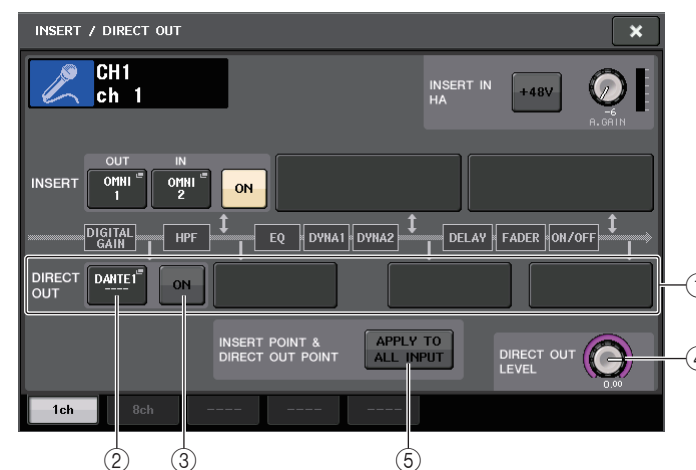 INSERT / DIRECT OUT
×
CH1
ch 1
INSERT IN
HA
+48V
-6
A.GAIN
INSERT
OUT
IN
OMNI
1
OMNI
2
ON
DIGITAL
GAIN
HPF
EQ
DYNA1
DYNA2
DELAY
FADER
ON/OFF
DIRECT
OUT
DANTE1
----
ON
①
INSERT POINT &
DIRECT OUT POINT
APPLY TO
ALL INPUT
DIRECT OUT
LEVEL
0.00
④
1ch
8ch
----
----
----
②
③
⑤